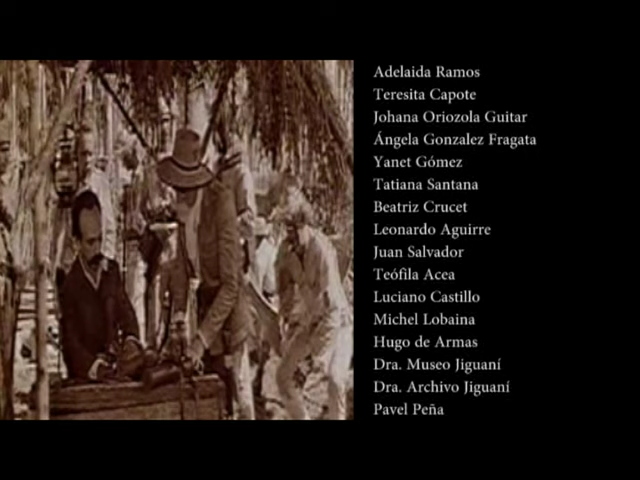 Adelaida Ramos
Teresita Capote
Johana Oriozola Guitar
Ángela Gonzalez Fragata
Yanet Gómez
Tatiana Santana
Beatriz Crucet
Leonardo Aguirre
Juan Salvador
Teófila Acea
Luciano Castillo
Michel Lobaina
Hugo de Armas
Dra. Museo Jiguaní
Dra. Archivo Jiguaní
Pavel Peña